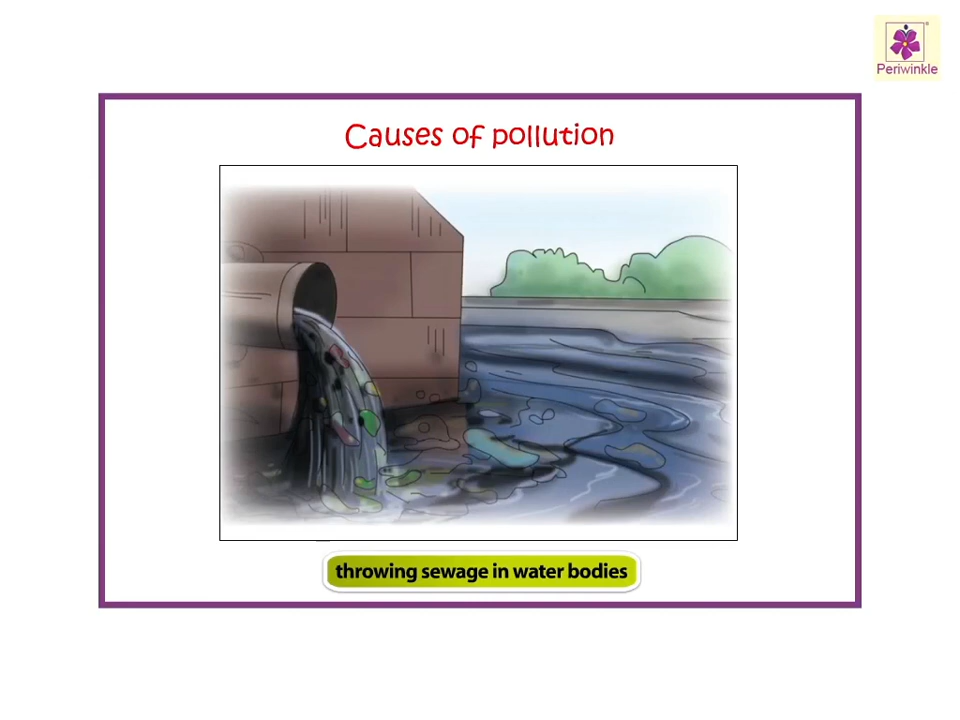 Periwinkle
Causes of pollution
throwing sewage in water bodies